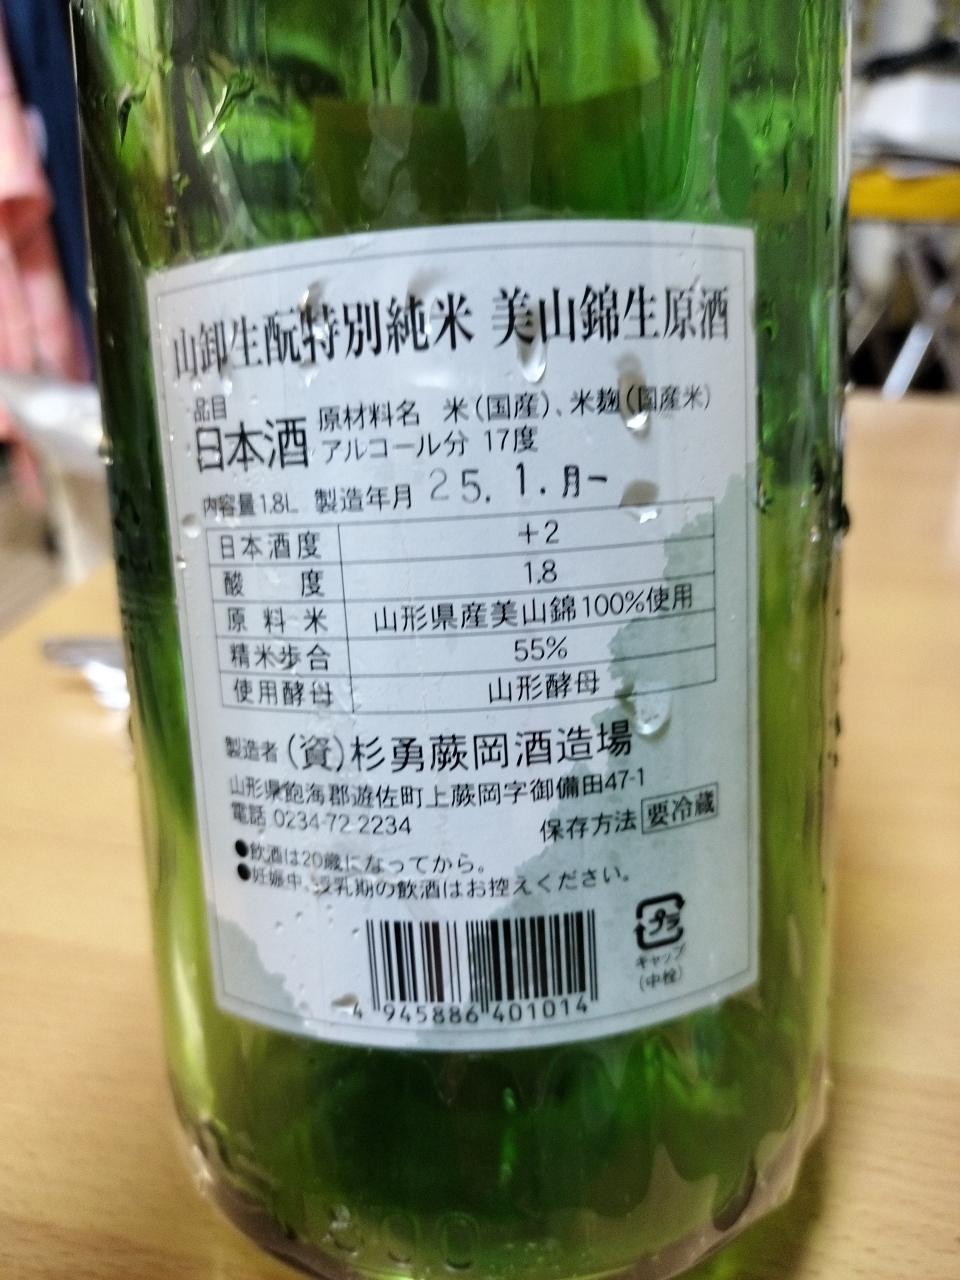 山卸生酛特別純米 美山錦生原酒
品目
日本酒
原材料名 米(国産)、米麹(国産米)
アルコール分 17度
内容量1.8L 製造年月 25.1.月一
日本酒度 +2
酸度 1.8
原料米 山形県産美山錦100%使用
精米歩合 55%
使用酵母 山形酵母
製造者 (資)杉勇蕨岡酒造場
山形県飽海郡遊佐町上蕨岡字御備田47-1
電話 0234-72 2234
保存方法 要冷蔵
●飲酒は20歳になってから。
●妊娠中、授乳期の飲酒はお控えください。
プラ
キャップ
(中栓)
4 945886 401014